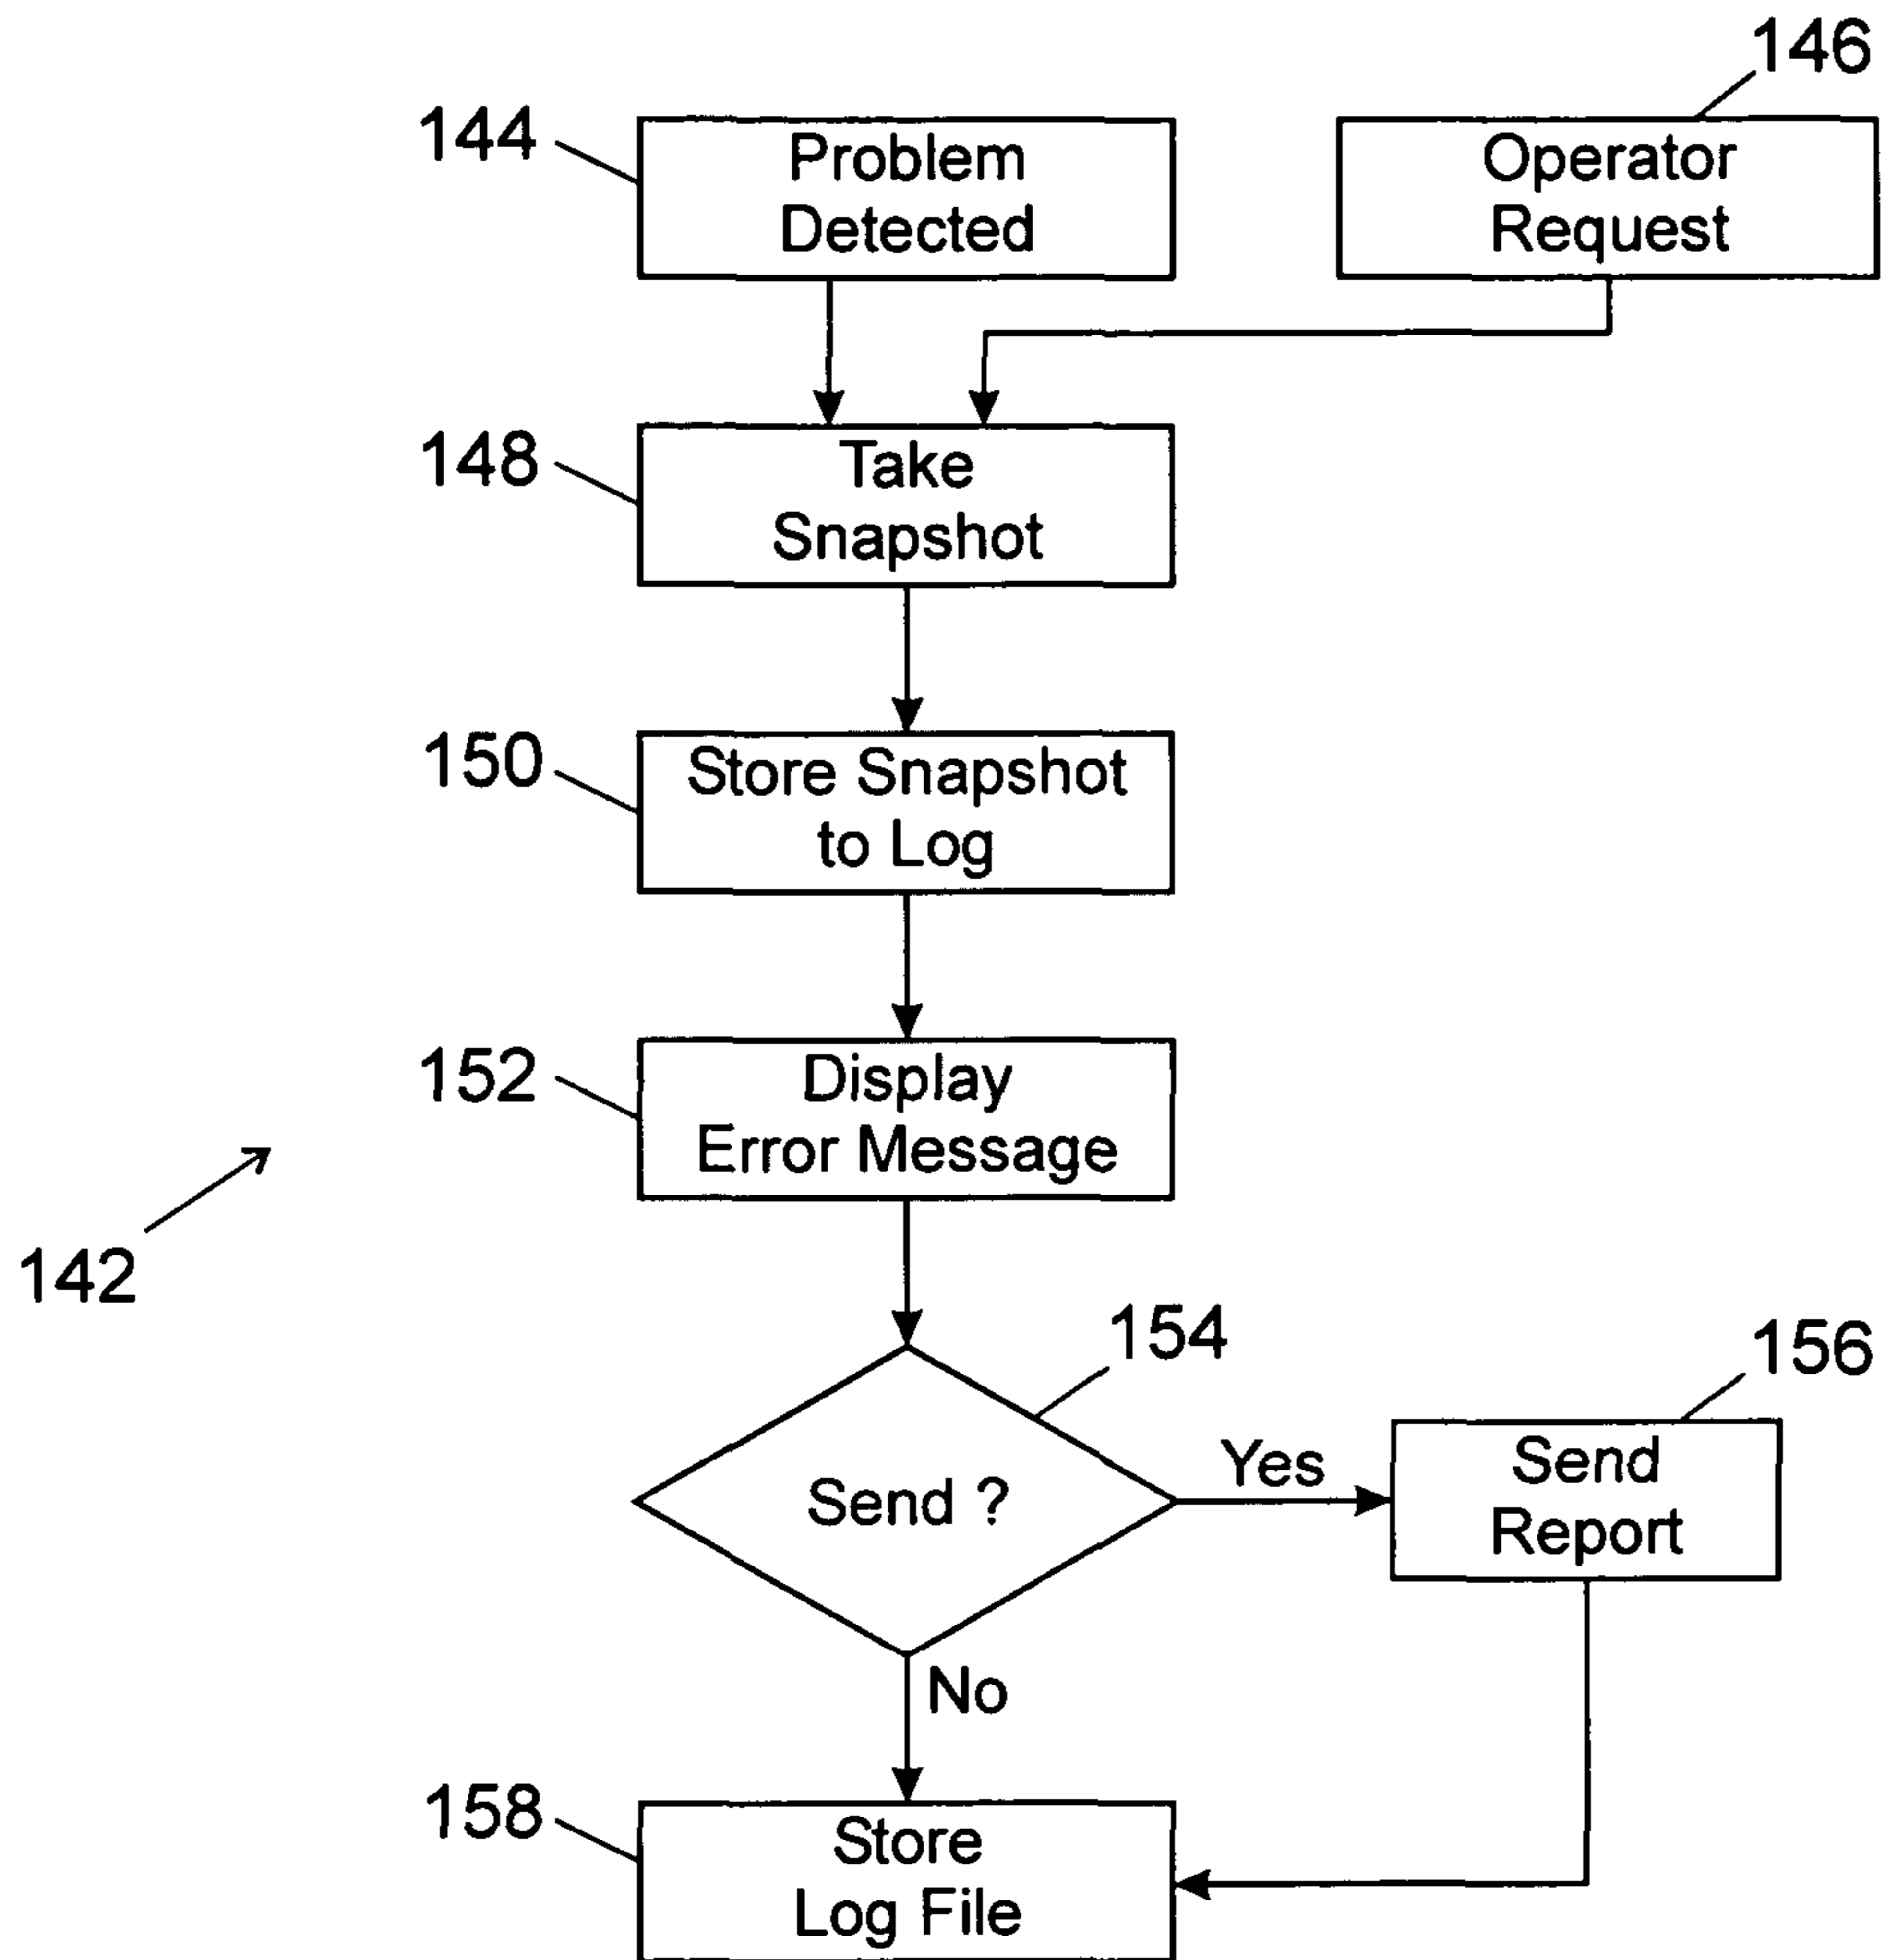 146
144
Problem
Detected
Operator
Request
148
Take
Snapshot
150
Store Snapshot
to Log
152
Display
Error Message
142
154
156
Send ?
Yes
Send
Report
No
158
Store
Log File